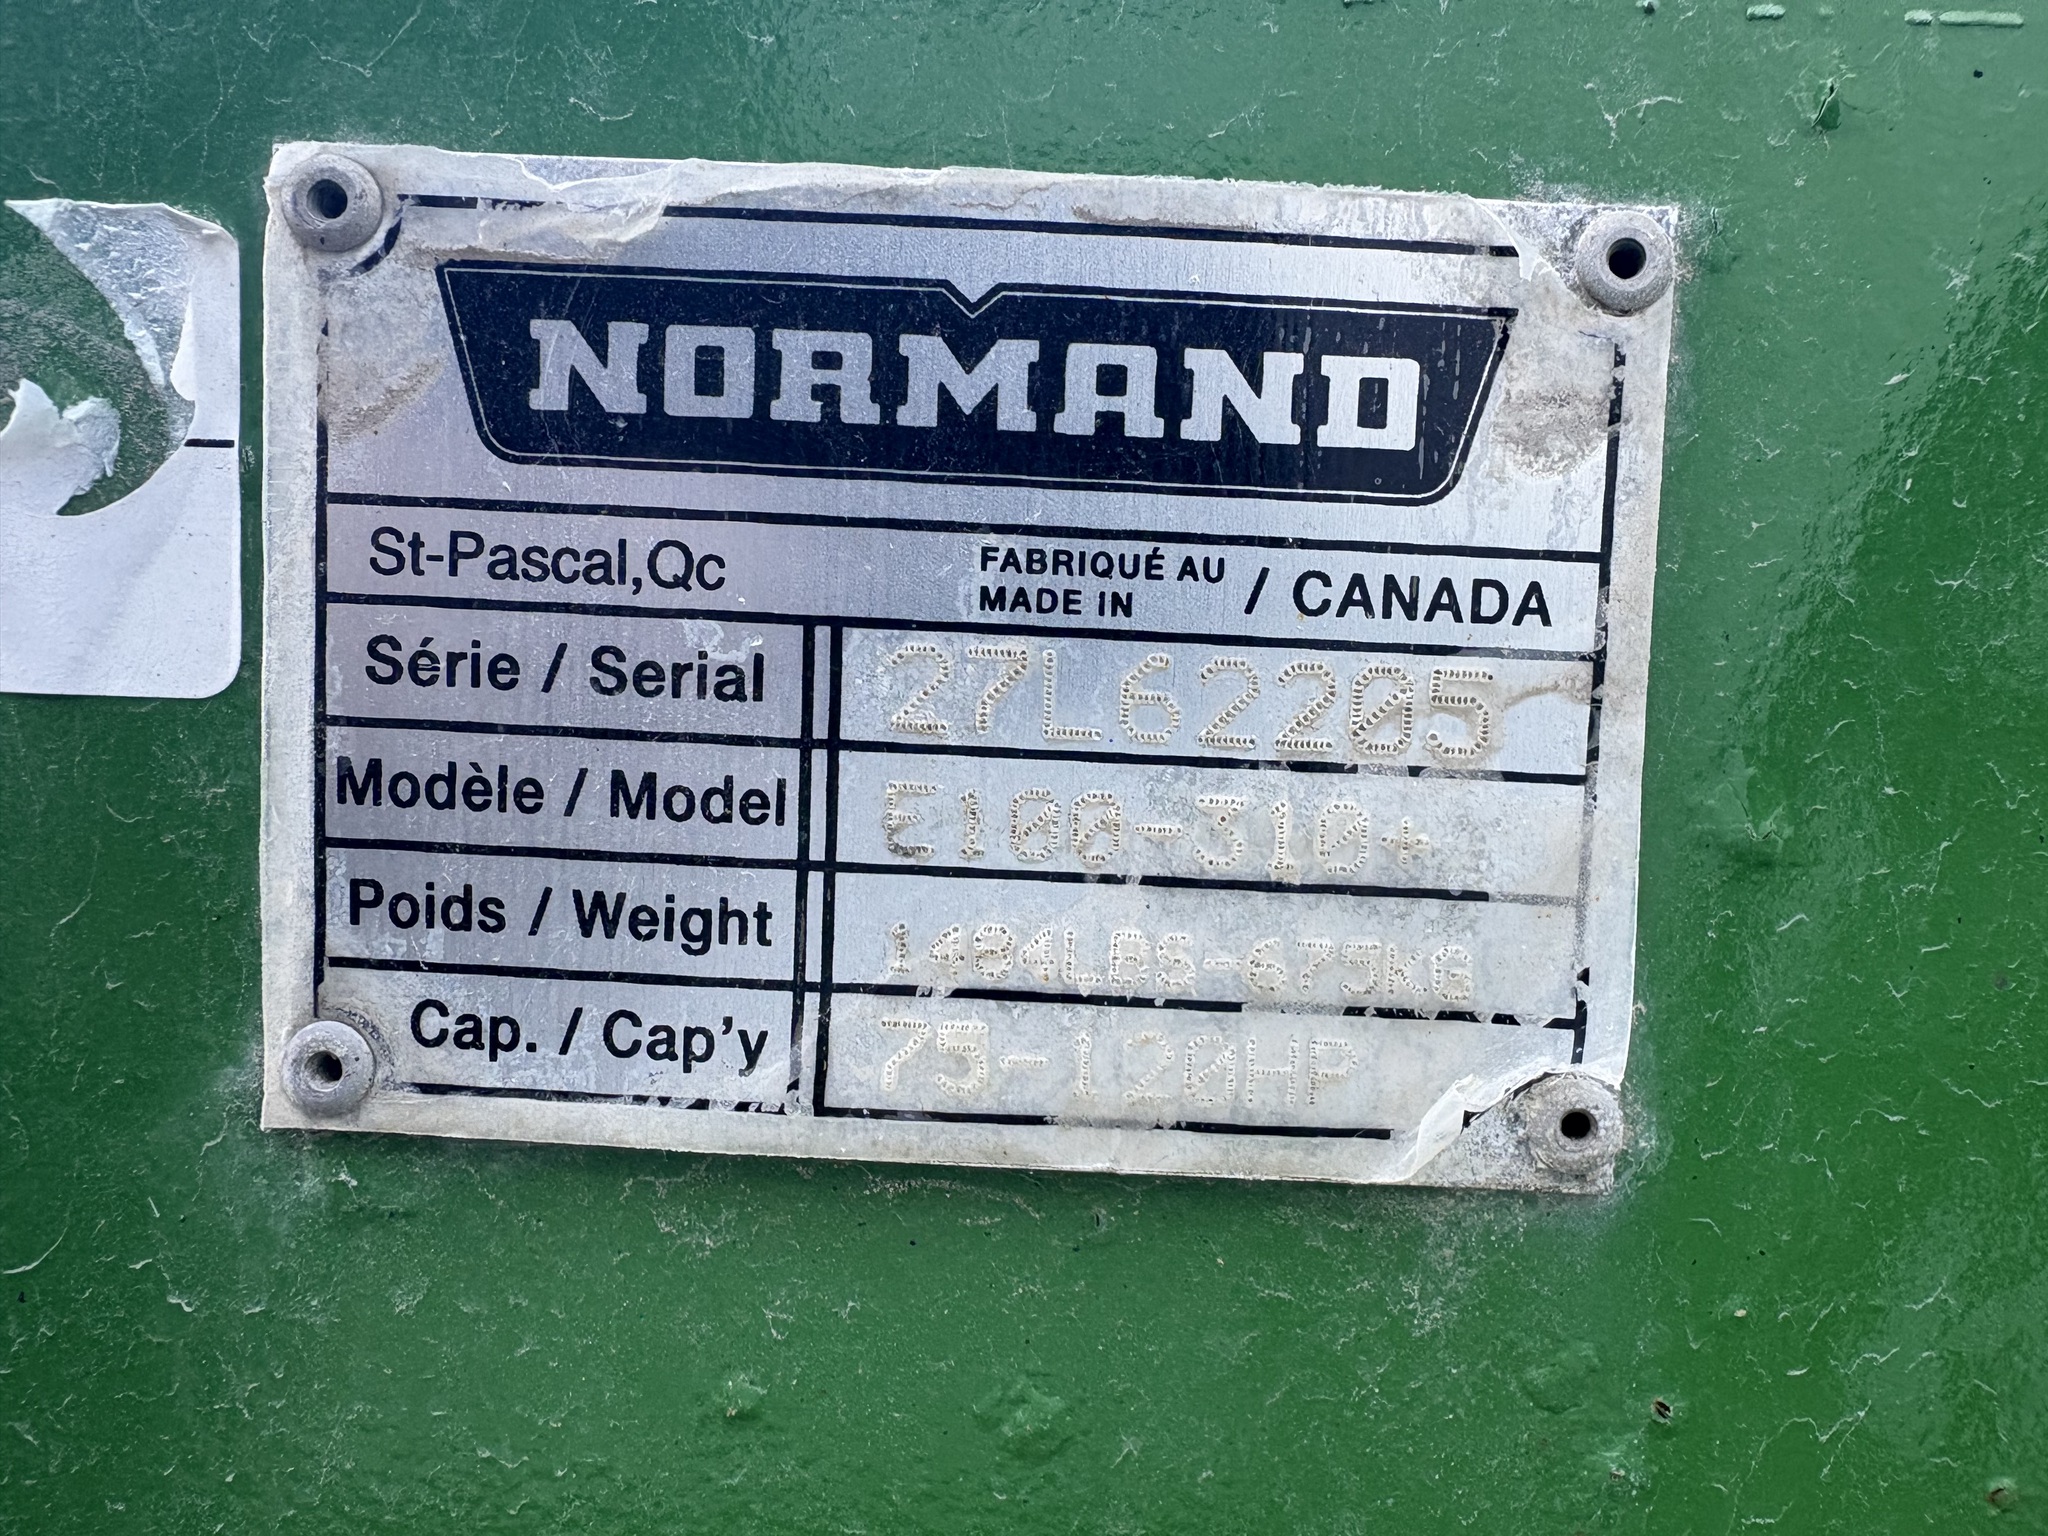 NORMAND
St-Pascal,Qc
FABRIQUÉ AU
MADE IN / CANADA
Série / Serial 27L62205
Modèle / Model E100-310+
Poids / Weight 1484LBS-675KG
Cap. / Cap'y 75-120HP